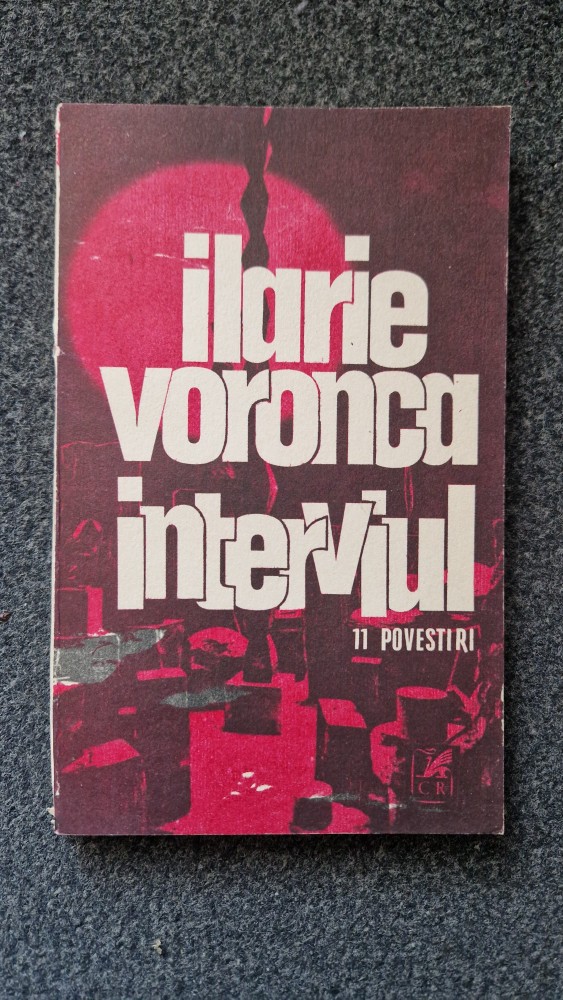 ilarie
voronca
interviul
11 POVESTIRI
CR